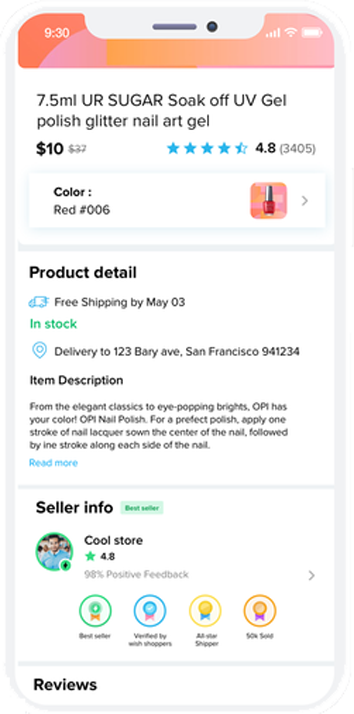 9:30
7.5ml UR SUGAR Soak off UV Gel
polish glitter nail art gel
$10 $37 4.8 (3405)
Color :
Red #006
Product detail
Free Shipping by May 03
In stock
Delivery to 123 Bary ave, San Francisco 941234
Item Description
From the elegant classics to eye-popping brights, OPI has
your color! OPI Nail Polish. For a prefect polish, apply one
stroke of nail lacquer sown the center of the nail, followed
by ine stroke along each side of the nail.
Read more
Seller info Best seller
Cool store
4.8
98% Positive Feedback
Best seller Verified by All-star 50k Sold
wish shoppers Shipper
Reviews